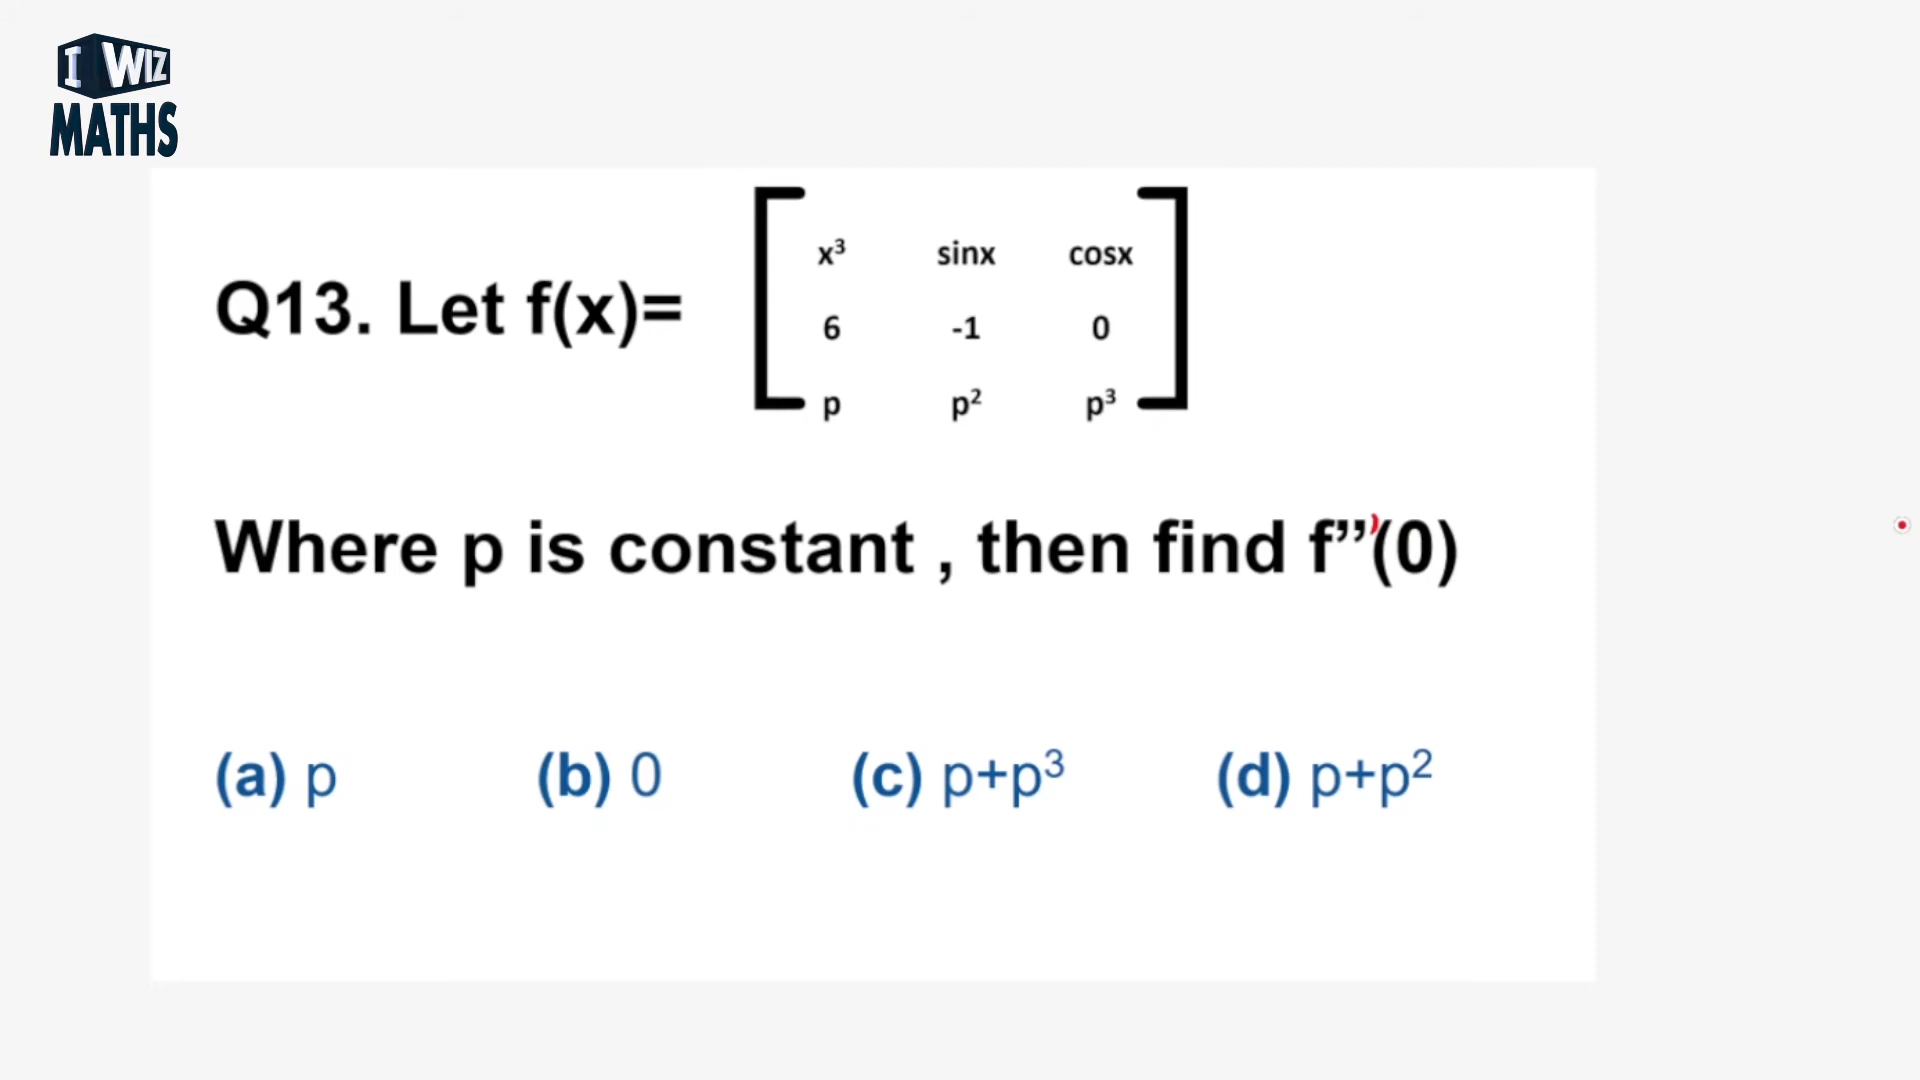 I WIZ
MATHS
Q13. Let f(x)=
x³ sinx cosx
6 -1 0
p p² p³
Where p is constant , then find f”’(0)
(a) p (b) 0 (c) p+p³ (d) p+p²